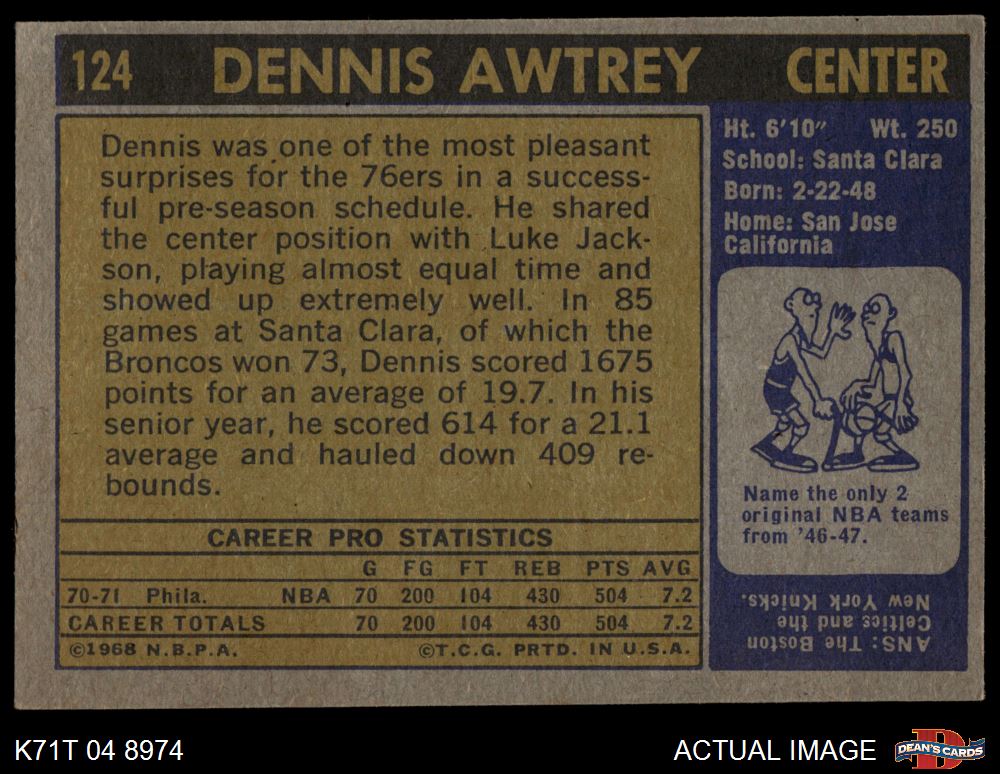 124 DENNIS AWTREY CENTER
Dennis was one of the most pleasant
surprises for the 76ers in a success-
ful pre-season schedule. He shared
the center position with Luke Jack-
son, playing almost equal time and
showed up extremely well. In 85
games at Santa Clara, of which the
Broncos won 73, Dennis scored 1675
points for an average of 19.7. In his
senior year, he scored 614 for a 21.1
average and hauled down 409 re-
bounds.
CAREER PRO STATISTICS
G FG FT REB PTS AVG
70-71 Phila. NBA 70 200 104 430 504 7.2
CAREER TOTALS 70 200 104 430 504 7.2
©1968 N.B.P.A. ©T.C.G. PRTD. IN U.S.A.
Ht. 6'10" Wt. 250
School: Santa Clara
Born: 2-22-48
Home: San Jose
California
Name the only 2
original NBA teams
from '46-47.
ANS: The Boston
Celtics and the
New York Knicks.
K71T 04 8974 ACTUAL IMAGE
D
DEAN'S CARDS